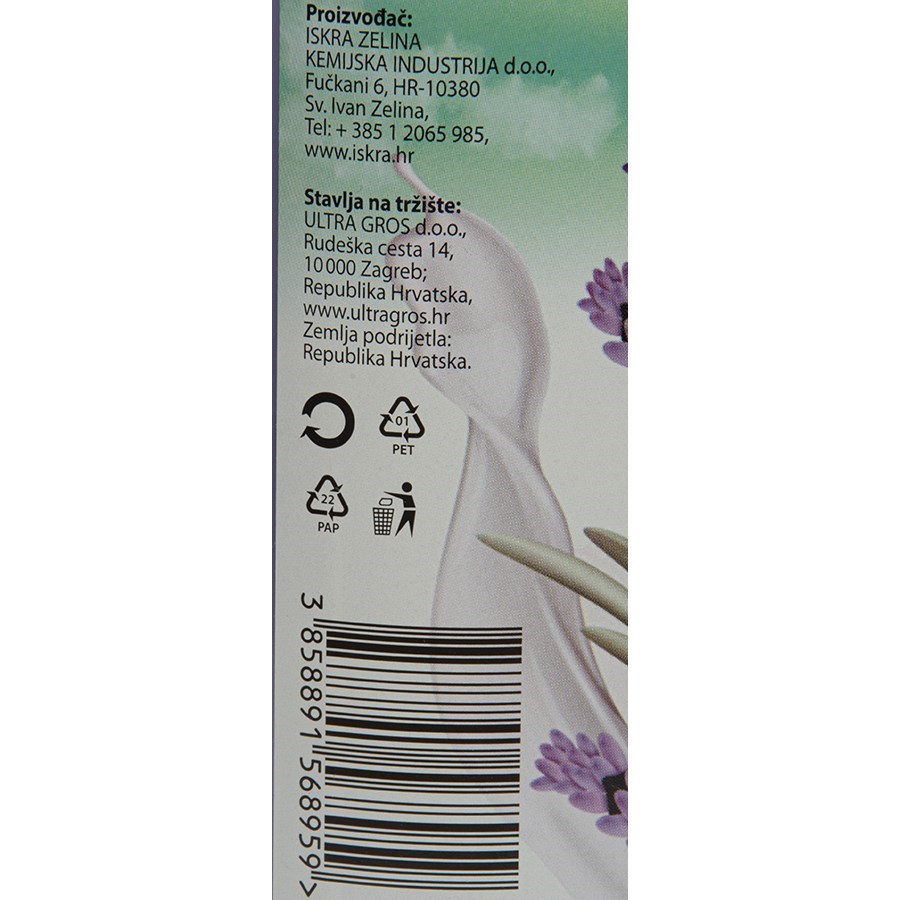 Proizvođač:
ISKRA ZELINA
KEMIJSKA INDUSTRIJA d.o.o.,
Fučkani 6, HR-10380
Sv. Ivan Zelina,
Tel: + 385 1 2065 985,
www.iskra.hr
Stavlja na tržište:
ULTRA GROS d.o.o.,
Rudeška cesta 14,
10 000 Zagreb;
Republika Hrvatska,
www.ultragros.hr
Zemlja podrijetla:
Republika Hrvatska.
01
PET
22
PAP
3 858891 568959 >